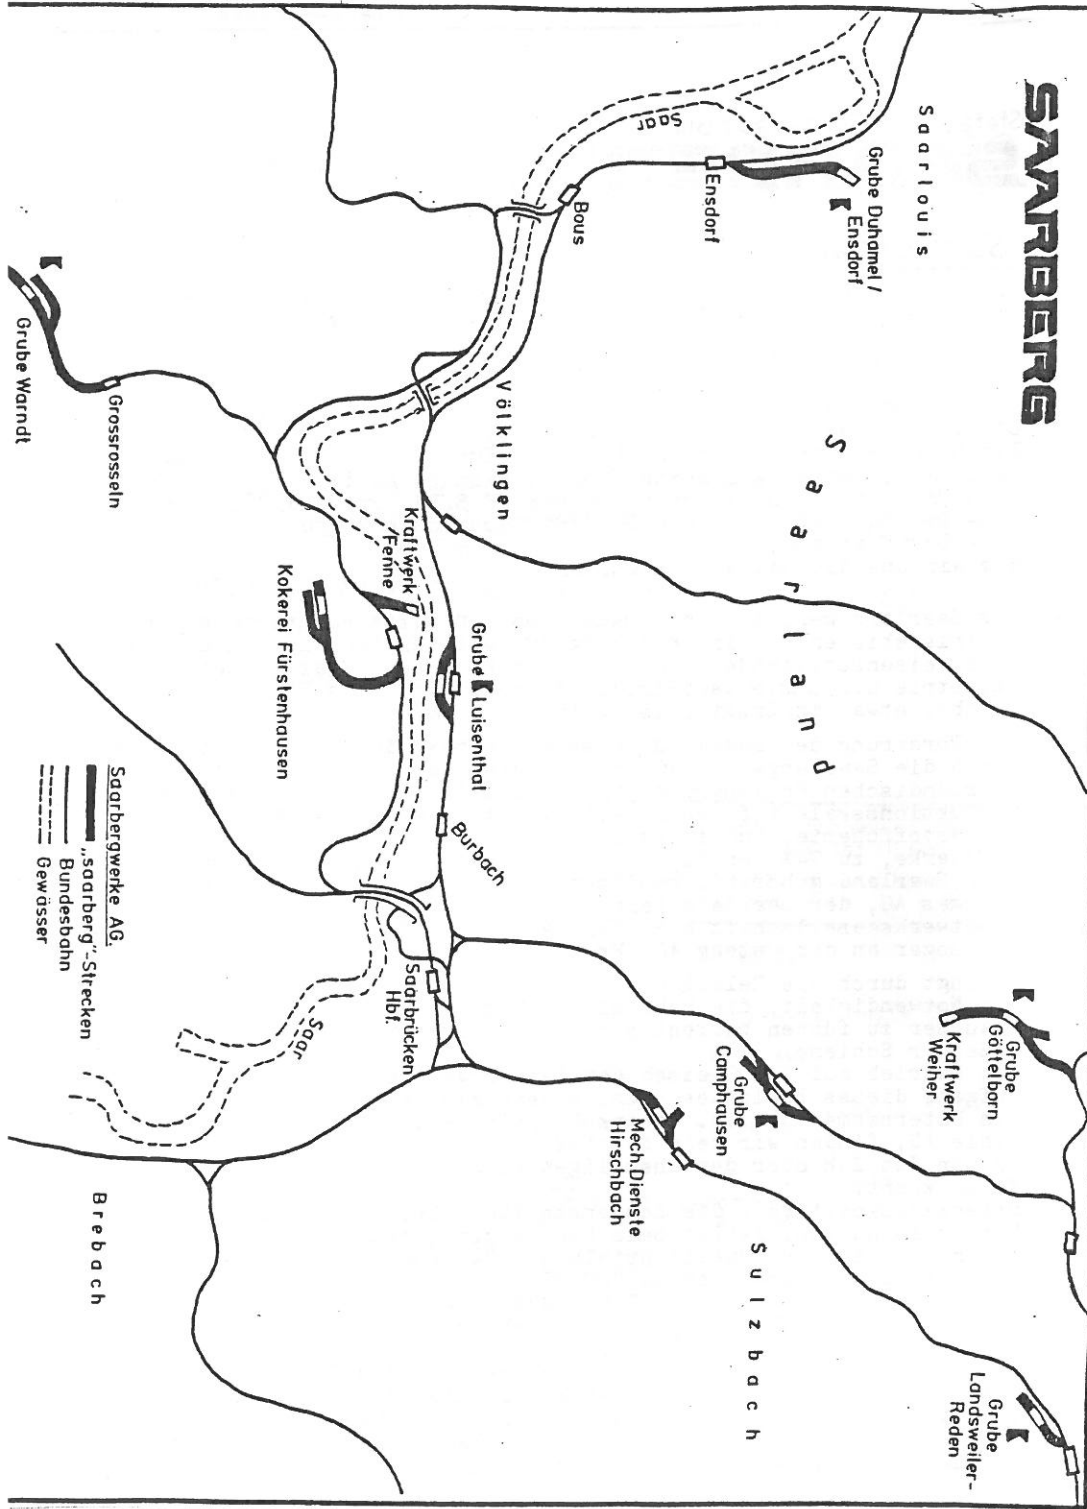 SAARBERG
Saarlouis
Grube Duhamel /
Ensdorf
Ensdorf
Bous
Saar
Saarland
Völklingen
Grube Warndt
Grossrosseln
Kraftwerk
Fenne
Kokerei Fürstenhausen
Grube Luisenthal
Burbach
Saarbrücken
Hbf.
Saar
Grube
Göttelborn
Kraftwerk
Weiher
Grube
Camphausen
Mech.Dienste
Hirschbach
Sulzbach
Grube
Landsweiler-
Reden
Brebach
Saarbergwerke AG.
„saarberg"-Strecken
Bundesbahn
Gewässer